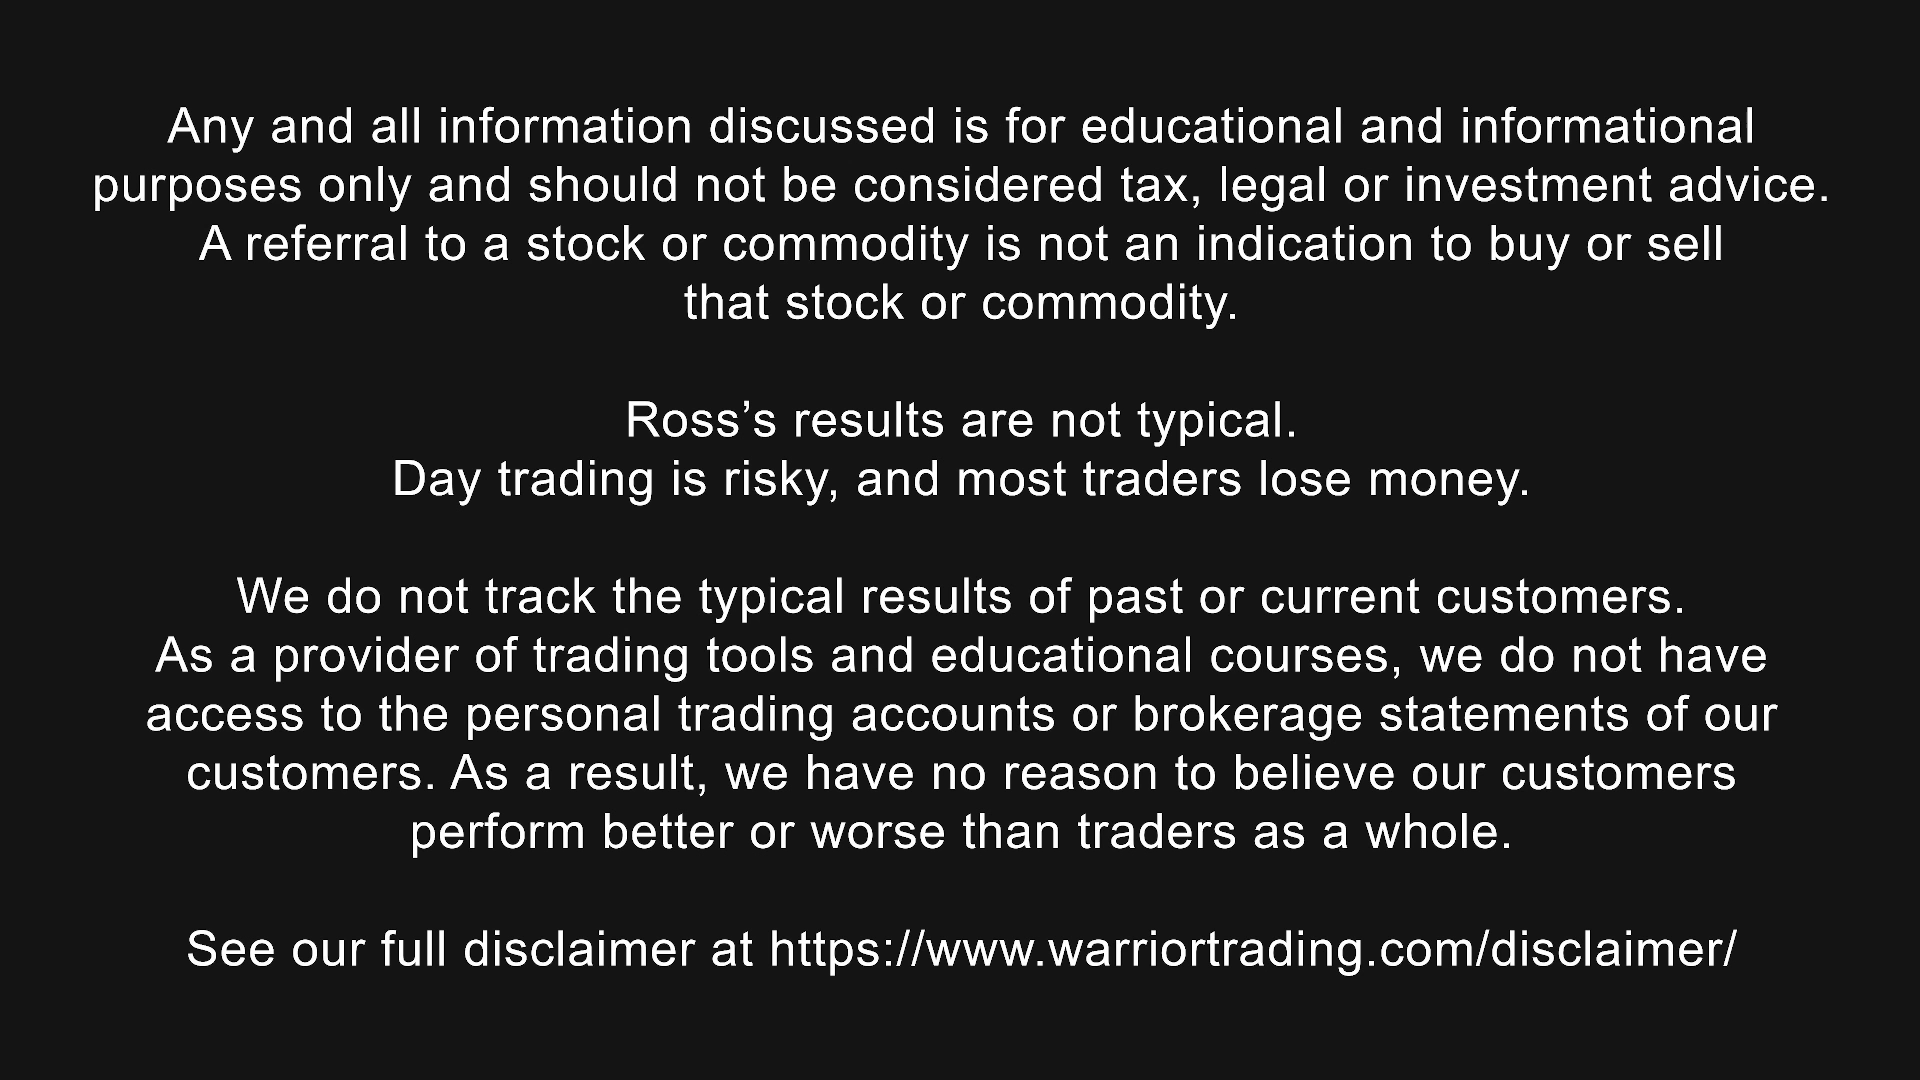 Any and all information discussed is for educational and informational
purposes only and should not be considered tax, legal or investment advice.
A referral to a stock or commodity is not an indication to buy or sell
that stock or commodity.
Ross’s results are not typical.
Day trading is risky, and most traders lose money.
We do not track the typical results of past or current customers.
As a provider of trading tools and educational courses, we do not have
access to the personal trading accounts or brokerage statements of our
customers. As a result, we have no reason to believe our customers
perform better or worse than traders as a whole.
See our full disclaimer at https://www.warriortrading.com/disclaimer/